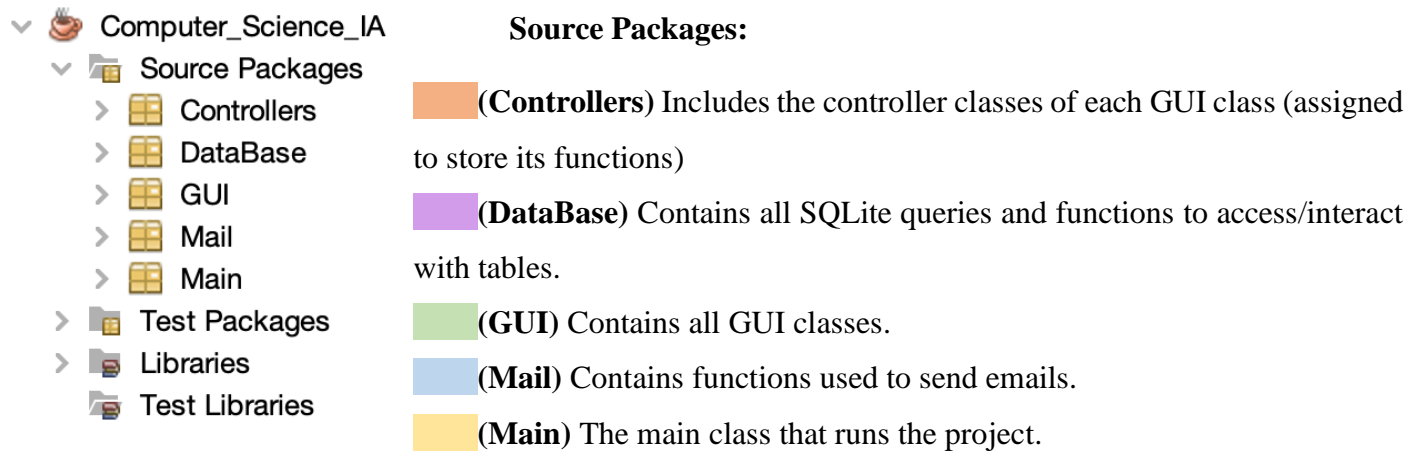 Computer_Science_IA
Source Packages
Controllers
DataBase
GUI
Mail
Main
Test Packages
Libraries
Test Libraries
Source Packages:
(Controllers) Includes the controller classes of each GUI class (assigned
to store its functions)
(DataBase) Contains all SQLite queries and functions to access/interact
with tables.
(GUI) Contains all GUI classes.
(Mail) Contains functions used to send emails.
(Main) The main class that runs the project.